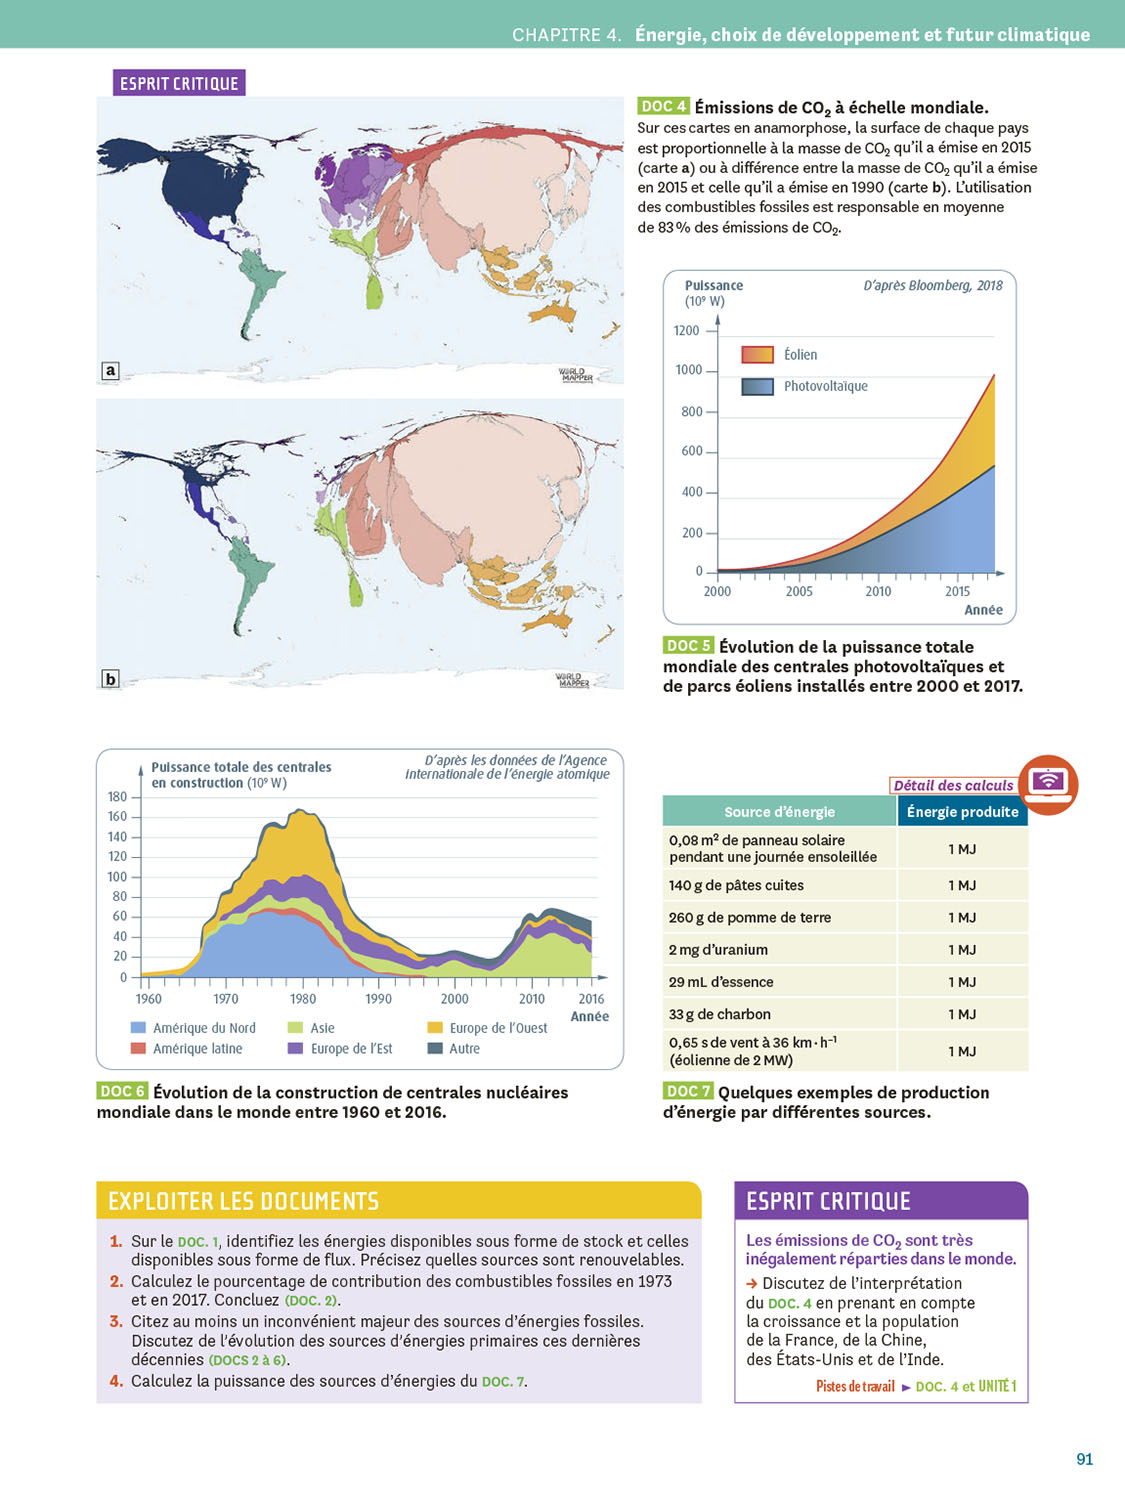 CHAPITRE 4. Énergie, choix de développement et futur climatique
ESPRIT CRITIQUE
a
WORLD
MAPPER
b
WORLD
MAPPER
DOC 4 Émissions de CO₂ à échelle mondiale.
Sur ces cartes en anamorphose, la surface de chaque pays
est proportionnelle à la masse de CO₂ qu'il a émise en 2015
(carte a) ou à différence entre la masse de CO₂ qu'il a émise
en 2015 et celle qu'il a émise en 1990 (carte b). L'utilisation
des combustibles fossiles est responsable en moyenne
de 83 % des émissions de CO₂.
Puissance
(10⁹ W)
D'après Bloomberg, 2018
1200
1000
800
600
400
200
0
Éolien
Photovoltaïque
2000 2005 2010 2015
Année
DOC 5 Évolution de la puissance totale
mondiale des centrales photovoltaïques et
de parcs éoliens installés entre 2000 et 2017.
Puissance totale des centrales
en construction (10⁹ W)
D'après les données de l'Agence
internationale de l'énergie atomique
180
160
140
120
100
80
60
40
20
0
1960 1970 1980 1990 2000 2010 2016
Année
Amérique du Nord Asie Europe de l'Ouest
Amérique latine Europe de l'Est Autre
DOC 6 Évolution de la construction de centrales nucléaires
mondiale dans le monde entre 1960 et 2016.
Détail des calculs
Source d'énergie Énergie produite
0,08 m² de panneau solaire
pendant une journée ensoleillée 1 MJ
140 g de pâtes cuites 1 MJ
260 g de pomme de terre 1 MJ
2 mg d'uranium 1 MJ
29 mL d'essence 1 MJ
33 g de charbon 1 MJ
0,65 s de vent à 36 km·h⁻¹
(éolienne de 2 MW) 1 MJ
DOC 7 Quelques exemples de production
d'énergie par différentes sources.
EXPLOITER LES DOCUMENTS
1. Sur le DOC. 1, identifiez les énergies disponibles sous forme de stock et celles
disponibles sous forme de flux. Précisez quelles sources sont renouvelables.
2. Calculez le pourcentage de contribution des combustibles fossiles en 1973
et en 2017. Concluez (DOC. 2).
3. Citez au moins un inconvénient majeur des sources d'énergies fossiles.
Discutez de l'évolution des sources d'énergies primaires ces dernières
décennies (DOCS 2 à 6).
4. Calculez la puissance des sources d'énergies du DOC. 7.
ESPRIT CRITIQUE
Les émissions de CO₂ sont très
inégalement réparties dans le monde.
→ Discutez de l'interprétation
du DOC. 4 en prenant en compte
la croissance et la population
de la France, de la Chine,
des États-Unis et de l'Inde.
Pistes de travail ► DOC. 4 et UNITÉ 1
91